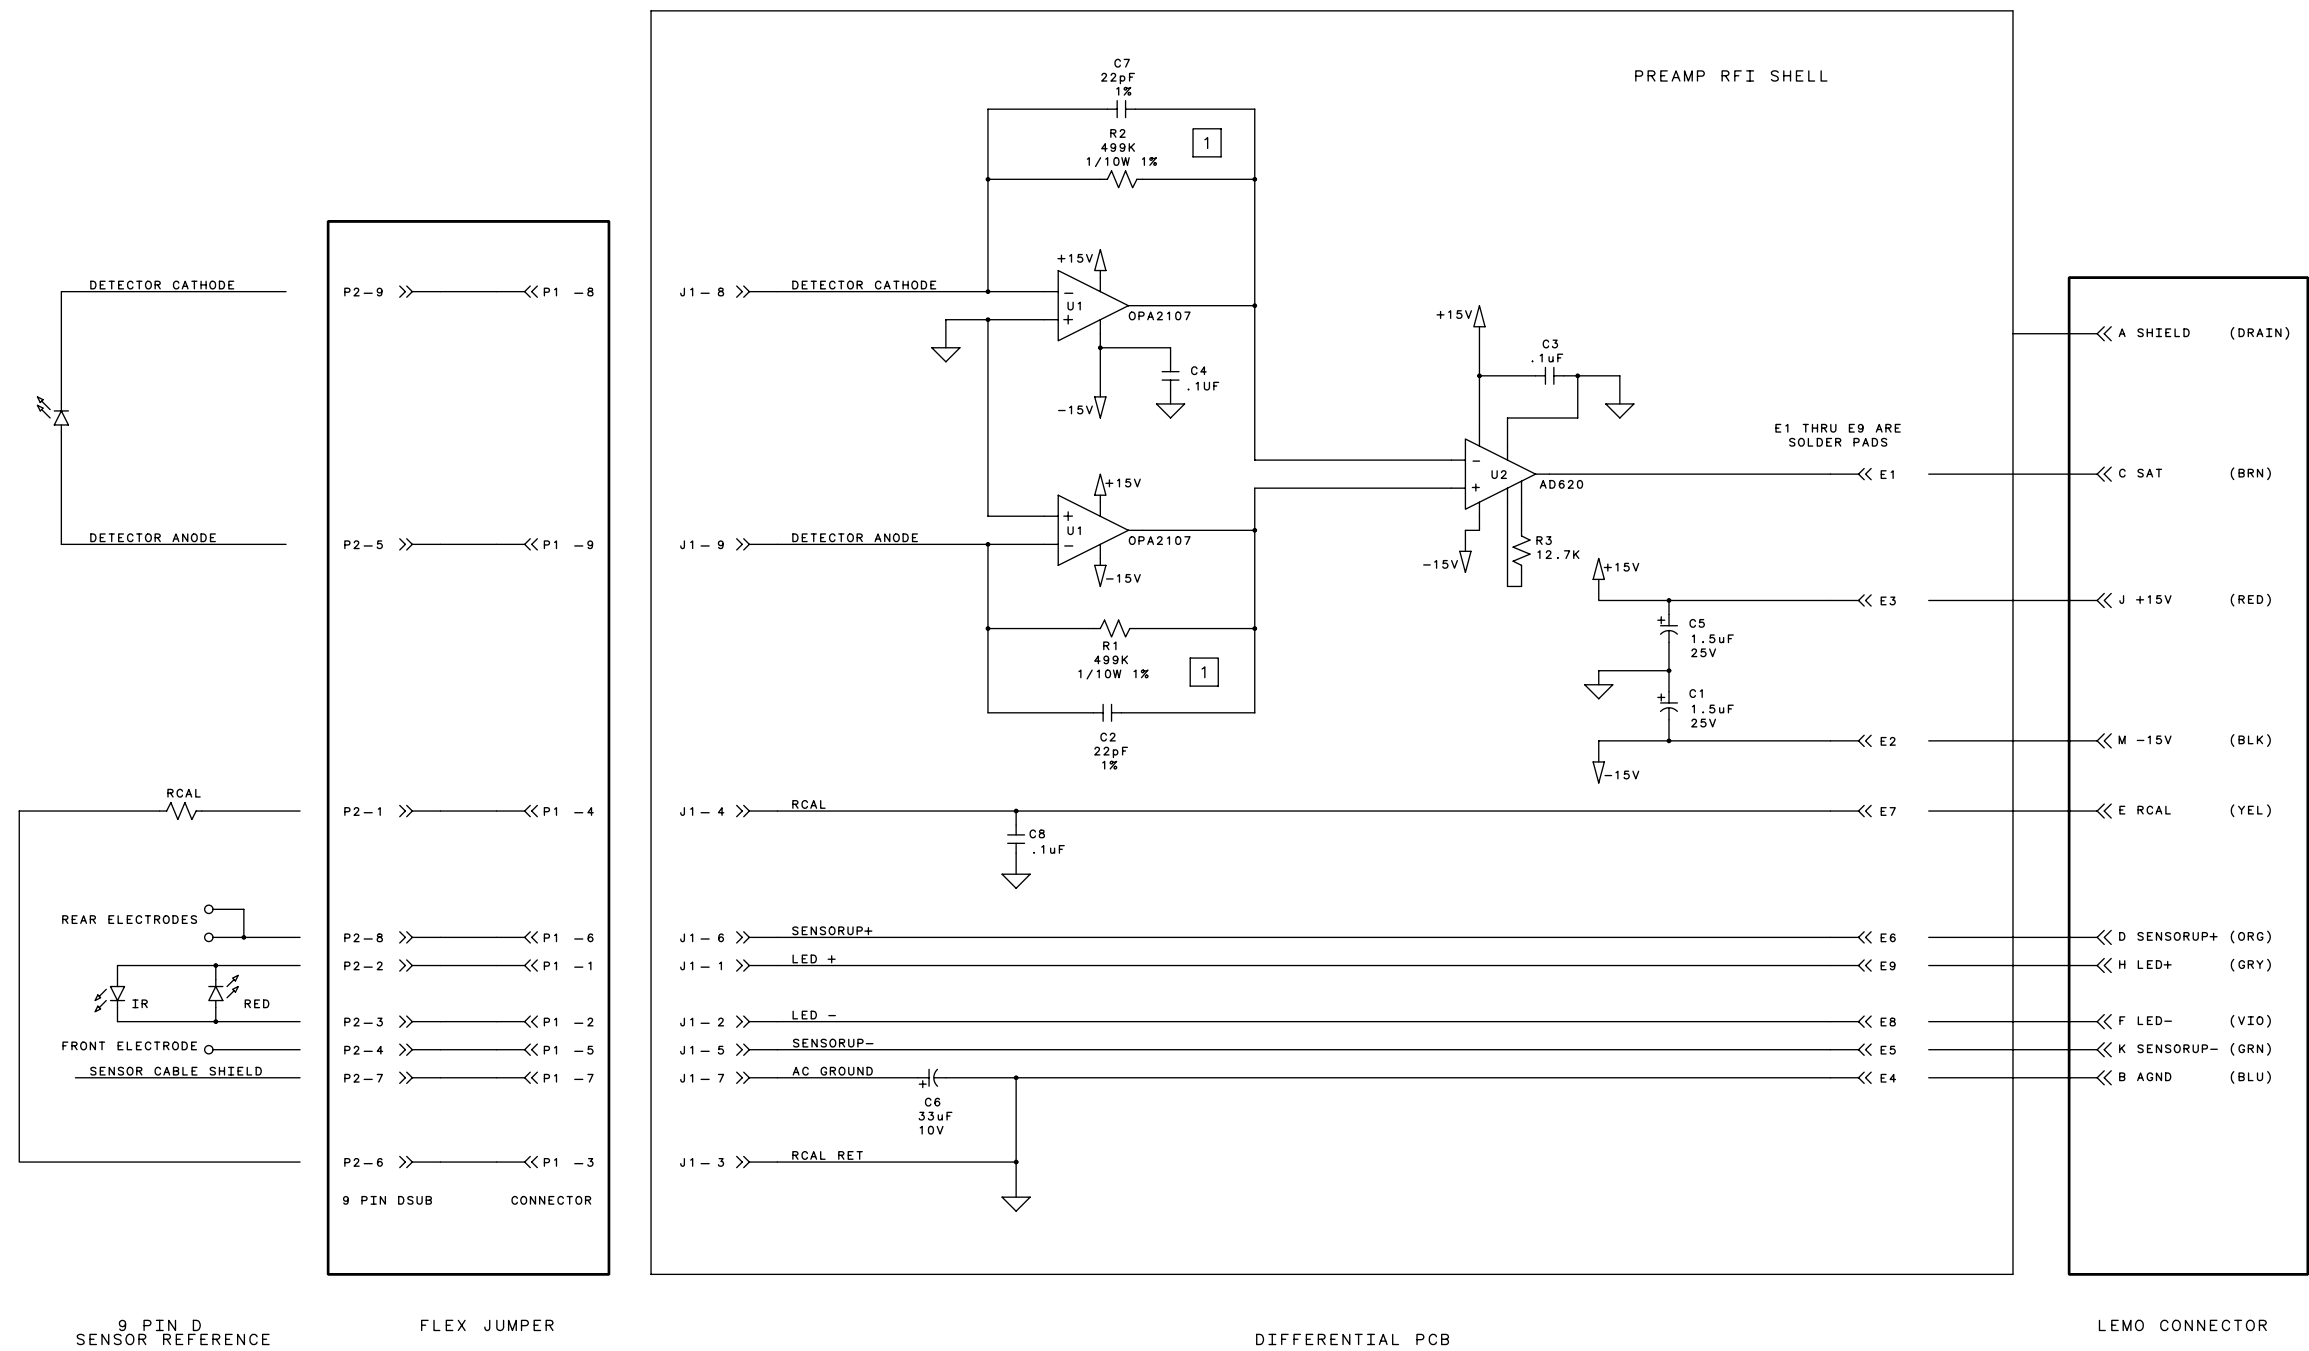 PREAMP RFI SHELL
C7
22pF
1%
R2
499K
1/10W 1%
1
DETECTOR CATHODE
P2-9
P1 -8
J1-8
DETECTOR CATHODE
+15V
-
U1
+
OPA2107
-15V
C4
.1UF
+15V
C3
.1uF
-
U2
+
AD620
-15V
R3
12.7K
E1 THRU E9 ARE
SOLDER PADS
E1
A SHIELD (DRAIN)
C SAT (BRN)
DETECTOR ANODE
P2-5
P1 -9
J1-9
DETECTOR ANODE
+15V
+
U1
-
OPA2107
-15V
R1
499K
1/10W 1%
1
C2
22pF
1%
+15V
E3
J +15V (RED)
+
C5
1.5uF
25V
+
C1
1.5uF
25V
-15V
E2
M -15V (BLK)
RCAL
P2-1
P1 -4
J1-4
RCAL
C8
.1uF
E7
E RCAL (YEL)
REAR ELECTRODES
P2-8
P1 -6
J1-6
SENSORUP+
E6
D SENSORUP+ (ORG)
P2-2
P1 -1
J1-1
LED +
E9
H LED+ (GRY)
IR
RED
P2-3
P1 -2
J1-2
LED -
E8
F LED- (VIO)
FRONT ELECTRODE
P2-4
P1 -5
J1-5
SENSORUP-
E5
K SENSORUP- (GRN)
SENSOR CABLE SHIELD
P2-7
P1 -7
J1-7
AC GROUND
+
C6
33uF
10V
E4
B AGND (BLU)
P2-6
P1 -3
J1-3
RCAL RET
9 PIN DSUB
CONNECTOR
9 PIN D
SENSOR REFERENCE
FLEX JUMPER
DIFFERENTIAL PCB
LEMO CONNECTOR